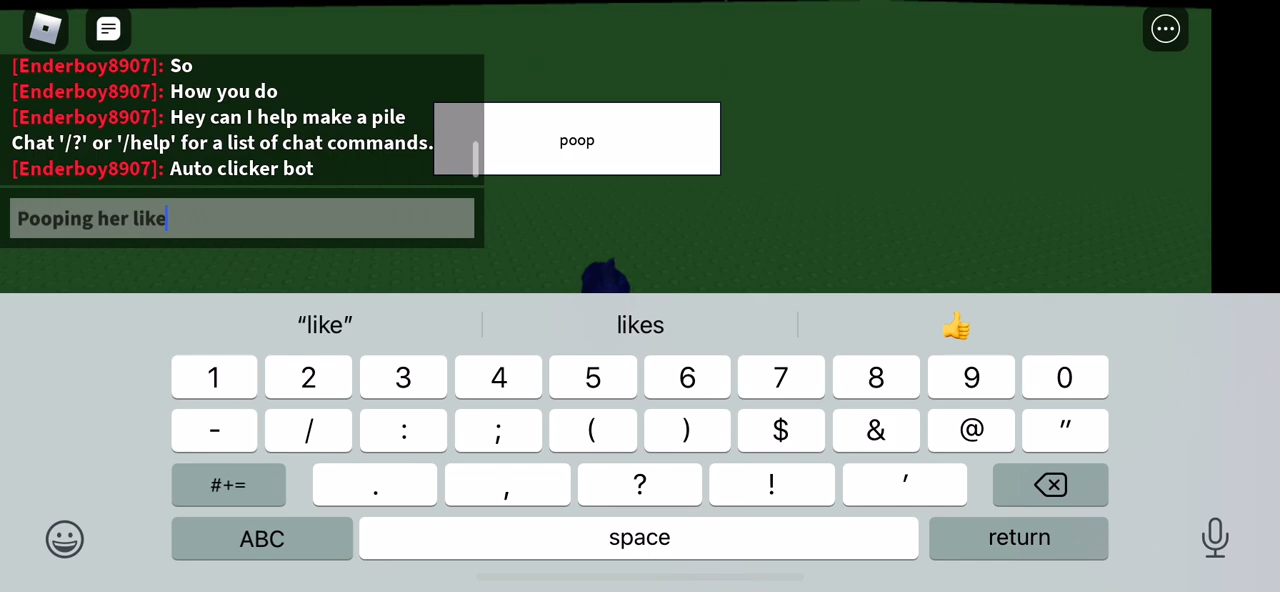 [Enderboy8907]: So
[Enderboy8907]: How you do
[Enderboy8907]: Hey can I help make a pile
Chat '/?' or '/help' for a list of chat commands.
[Enderboy8907]: Auto clicker bot
poop
Pooping her like
“like”
likes
1 2 3 4 5 6 7 8 9 0
- / : ; ( ) $ & @ "
#+= . , ? ! '
ABC space return